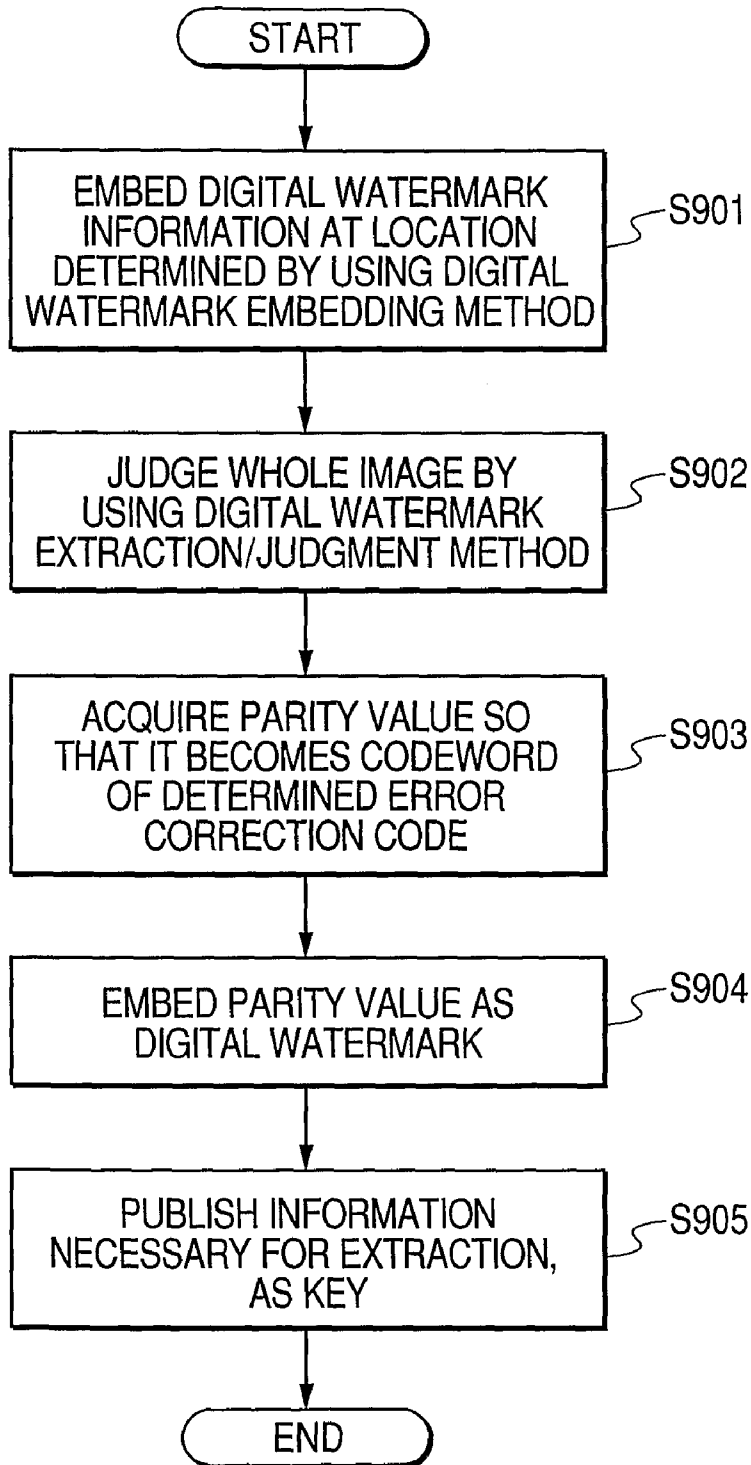 START
EMBED DIGITAL WATERMARK
INFORMATION AT LOCATION
DETERMINED BY USING DIGITAL
WATERMARK EMBEDDING METHOD
S901
JUDGE WHOLE IMAGE BY
USING DIGITAL WATERMARK
EXTRACTION/JUDGMENT METHOD
S902
ACQUIRE PARITY VALUE SO
THAT IT BECOMES CODEWORD
OF DETERMINED ERROR
CORRECTION CODE
S903
EMBED PARITY VALUE AS
DIGITAL WATERMARK
S904
PUBLISH INFORMATION
NECESSARY FOR EXTRACTION,
AS KEY
S905
END